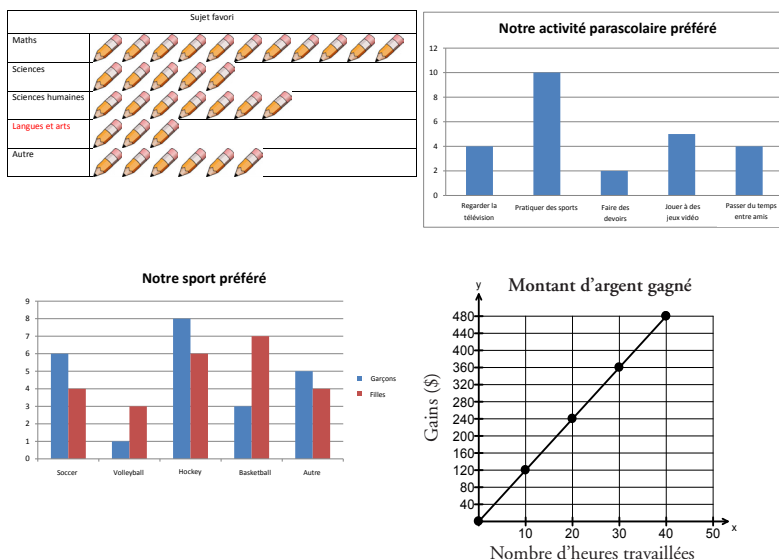 Sujet favori
Maths
Sciences
Sciences humaines
Langues et arts
Autre
Notre activité parascolaire préféré
12
10
8
6
4
2
0
Regarder la télévision
Pratiquer des sports
Faire des devoirs
Jouer à des jeux vidéo
Passer du temps entre amis
Notre sport préféré
9
8
7
6
5
4
3
2
1
0
Soccer
Volleyball
Hockey
Basketball
Autre
Garçons
Filles
Montant d'argent gagné
y
Gains ($)
480
440
400
360
320
280
240
200
160
120
80
40
0
10
20
30
40
50
x
Nombre d'heures travaillées